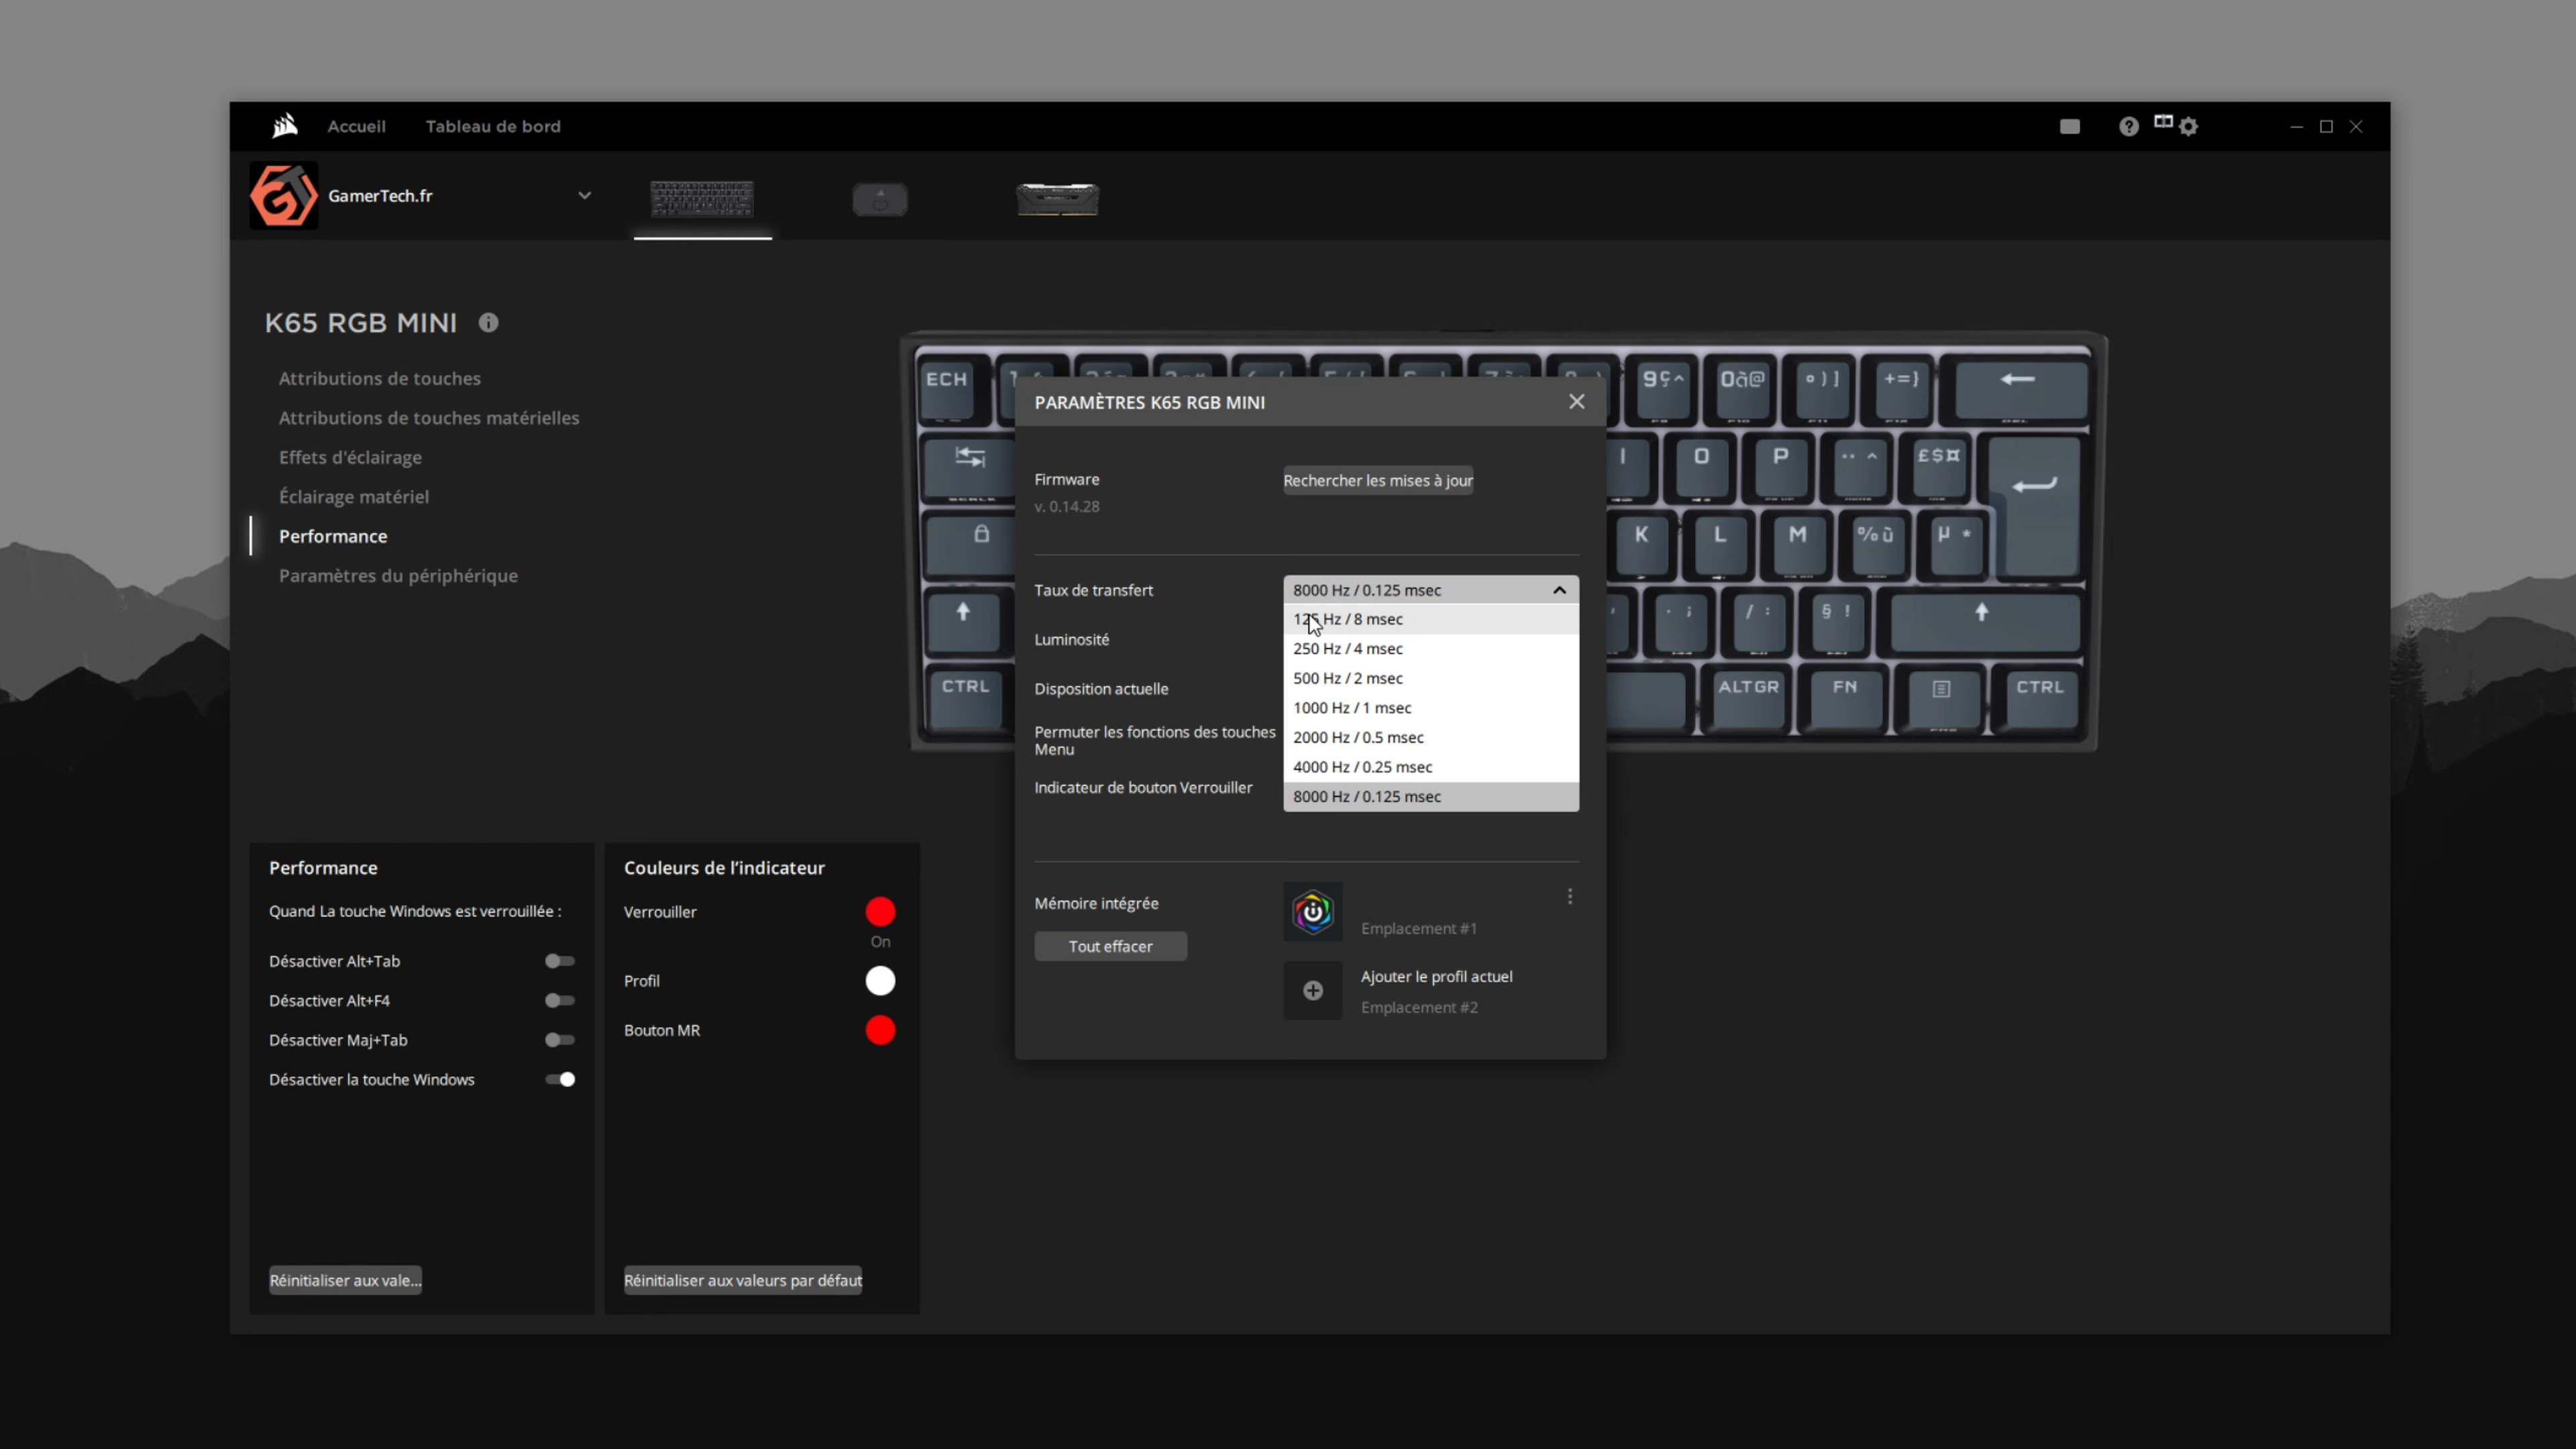 Accueil
Tableau de bord
GamerTech.fr
K65 RGB MINI
Attributions de touches
Attributions de touches matérielles
Effets d'éclairage
Éclairage matériel
Performance
Paramètres du périphérique
ECH
9ç^
0à@
°)]
+=}
I
O
P
¨ ^
£$¤
K
L
M
%ù
µ *
. ;
/ :
§ !
CTRL
ALTGR
FN
CTRL
PARAMÈTRES K65 RGB MINI
Firmware
Rechercher les mises à jour
v. 0.14.28
Taux de transfert
8000 Hz / 0.125 msec
125 Hz / 8 msec
250 Hz / 4 msec
500 Hz / 2 msec
1000 Hz / 1 msec
2000 Hz / 0.5 msec
4000 Hz / 0.25 msec
8000 Hz / 0.125 msec
Luminosité
Disposition actuelle
Permuter les fonctions des touches
Menu
Indicateur de bouton Verrouiller
Mémoire intégrée
Tout effacer
Emplacement #1
Ajouter le profil actuel
Emplacement #2
Performance
Quand La touche Windows est verrouillée :
Désactiver Alt+Tab
Désactiver Alt+F4
Désactiver Maj+Tab
Désactiver la touche Windows
Réinitialiser aux vale...
Couleurs de l’indicateur
Verrouiller
On
Profil
Bouton MR
Réinitialiser aux valeurs par défaut